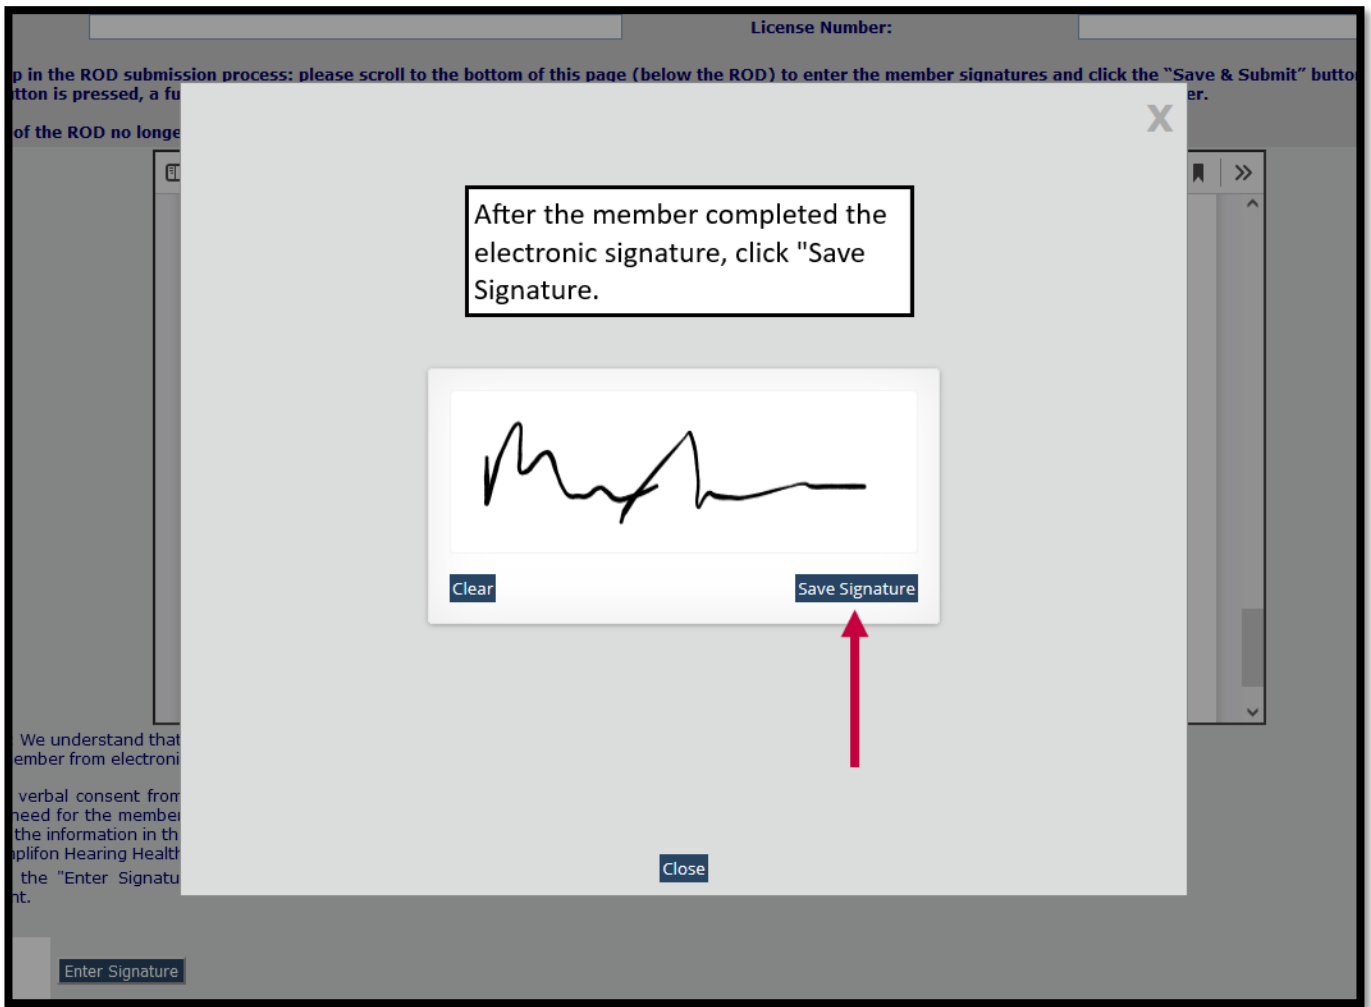 License Number:
p in the ROD submission process: please scroll to the bottom of this page (below the ROD) to enter the member signatures and click the “Save & Submit” button
tton is pressed, a fu
er.
of the ROD no longe
X
After the member completed the
electronic signature, click "Save
Signature.
Clear
Save Signature
We understand that
ember from electroni
verbal consent from
need for the member
the information in th
nplifon Hearing Health
the "Enter Signatu
nt.
Close
Enter Signature